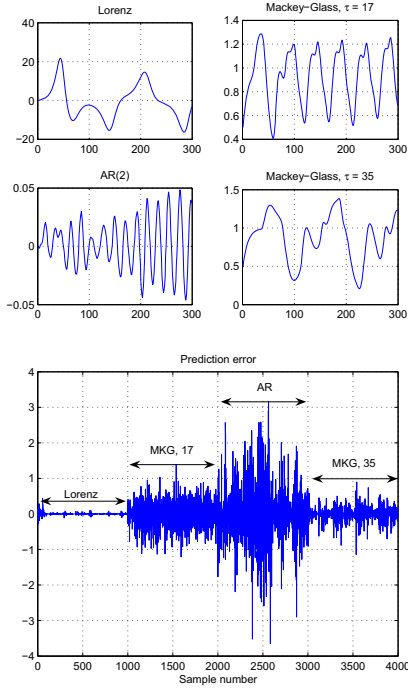 Lorenz
40
20
0
−20
0 100 200 300
Mackey−Glass, τ = 17
1.4
1.2
1
0.8
0.6
0.4
0 100 200 300
AR(2)
0.05
0
−0.05
0 100 200 300
Mackey−Glass, τ = 35
1.5
1
0.5
0
0 100 200 300
Prediction error
4
3
2
1
0
−1
−2
−3
−4
AR
MKG, 17
MKG, 35
Lorenz
0 500 1000 1500 2000 2500 3000 3500 4000
Sample number